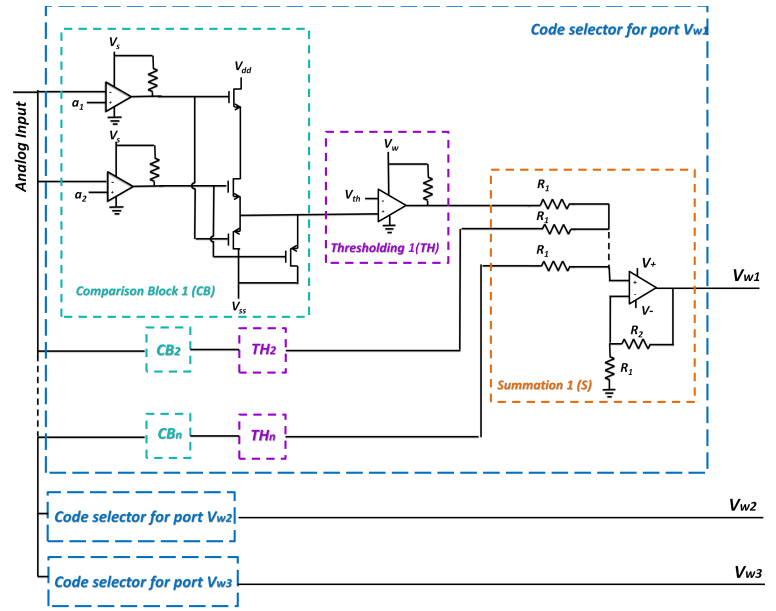 Code selector for port Vw1
Vs
Vdd
Analog Input
-
+
a1
Vs
-
+
a2
Vw
Vth
-
+
Thresholding 1(TH)
Vss
Comparison Block 1 (CB)
R1
R1
R1
V+
+
-
V-
R2
R1
Summation 1 (S)
Vw1
CB2
TH2
CBn
THn
Code selector for port Vw2
Vw2
Code selector for port Vw3
Vw3